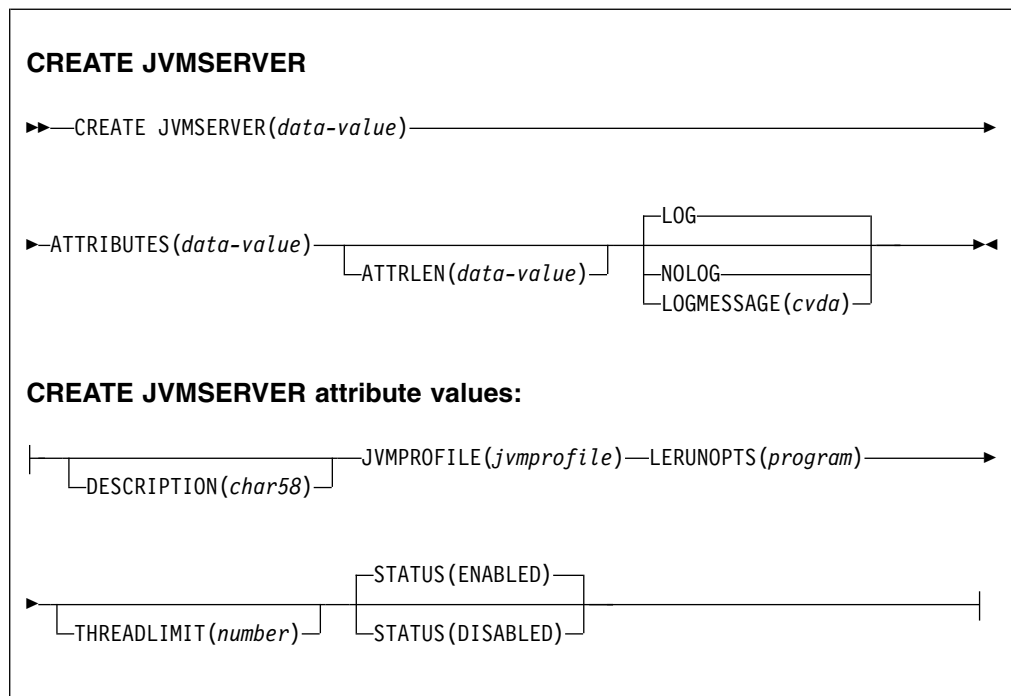 CREATE JVMSERVER
CREATE JVMSERVER(data-value)
LOG
ATTRIBUTES(data-value)
ATTRLEN(data-value)
NOLOG
LOGMESSAGE(cvda)
CREATE JVMSERVER attribute values:
JVMPROFILE(jvmprofile) LERUNOPTS(program)
DESCRIPTION(char58)
STATUS(ENABLED)
THREADLIMIT(number)
STATUS(DISABLED)